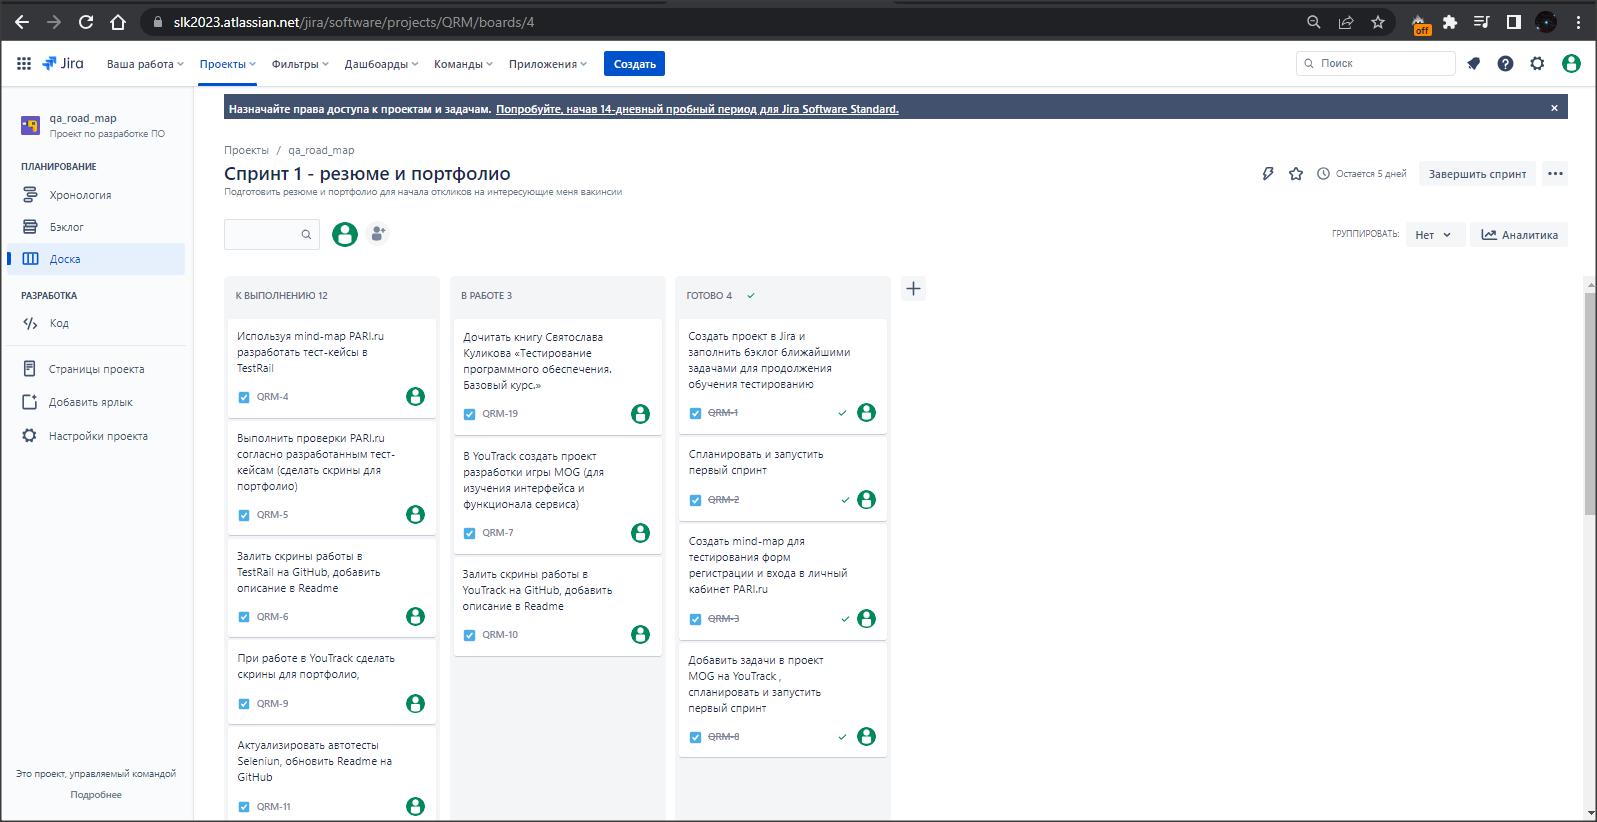 slk2023.atlassian.net/jira/software/projects/QRM/boards/4
off
Jira
Ваша работа
Проекты
Фильтры
Дашборды
Команды
Приложения
Создать
Поиск
qa_road_map
Проект по разработке ПО
ПЛАНИРОВАНИЕ
Хронология
Бэклог
Доска
РАЗРАБОТКА
Код
Страницы проекта
Добавить ярлык
Настройки проекта
Это проект, управляемый командой
Подробнее
Назначайте права доступа к проектам и задачам. Попробуйте, начав 14-дневный пробный период для Jira Software Standard.
Проекты / qa_road_map
Спринт 1 - резюме и портфолио
Подготовить резюме и портфолио для начала откликов на интересующие меня вакинсии
Остается 5 дней
Завершить спринт
ГРУППИРОВАТЬ:
Нет
Аналитика
К ВЫПОЛНЕНИЮ 12
Используя mind-map PARI.ru
разработать тест-кейсы в
TestRail
QRM-4
Выполнить проверки PARI.ru
согласно разработанным тест-
кейсам (сделать скрины для
портфолио)
QRM-5
Залить скрины работы в
TestRail на GitHub, добавить
описание в Readme
QRM-6
При работе в YouTrack сделать
скрины для портфолио,
QRM-9
Актуализировать автотесты
Seleniun, обновить Readme на
GitHub
QRM-11
В РАБОТЕ 3
Дочитать книгу Святослава
Куликова «Тестирование
программного обеспечения.
Базовый курс.»
QRM-19
В YouTrack создать проект
разработки игры MOG (для
изучения интерфейса и
функционала сервиса)
QRM-7
Залить скрины работы в
YouTrack на GitHub, добавить
описание в Readme
QRM-10
ГОТОВО 4
Создать проект в Jira и
заполнить бэклог ближайшими
задачами для продолжения
обучения тестированию
QRM-1
Спланировать и запустить
первый спринт
QRM-2
Создать mind-map для
тестирования форм
регистрации и входа в личный
кабинет PARI.ru
QRM-3
Добавить задачи в проект
MOG на YouTrack ,
спланировать и запустить
первый спринт
QRM-8